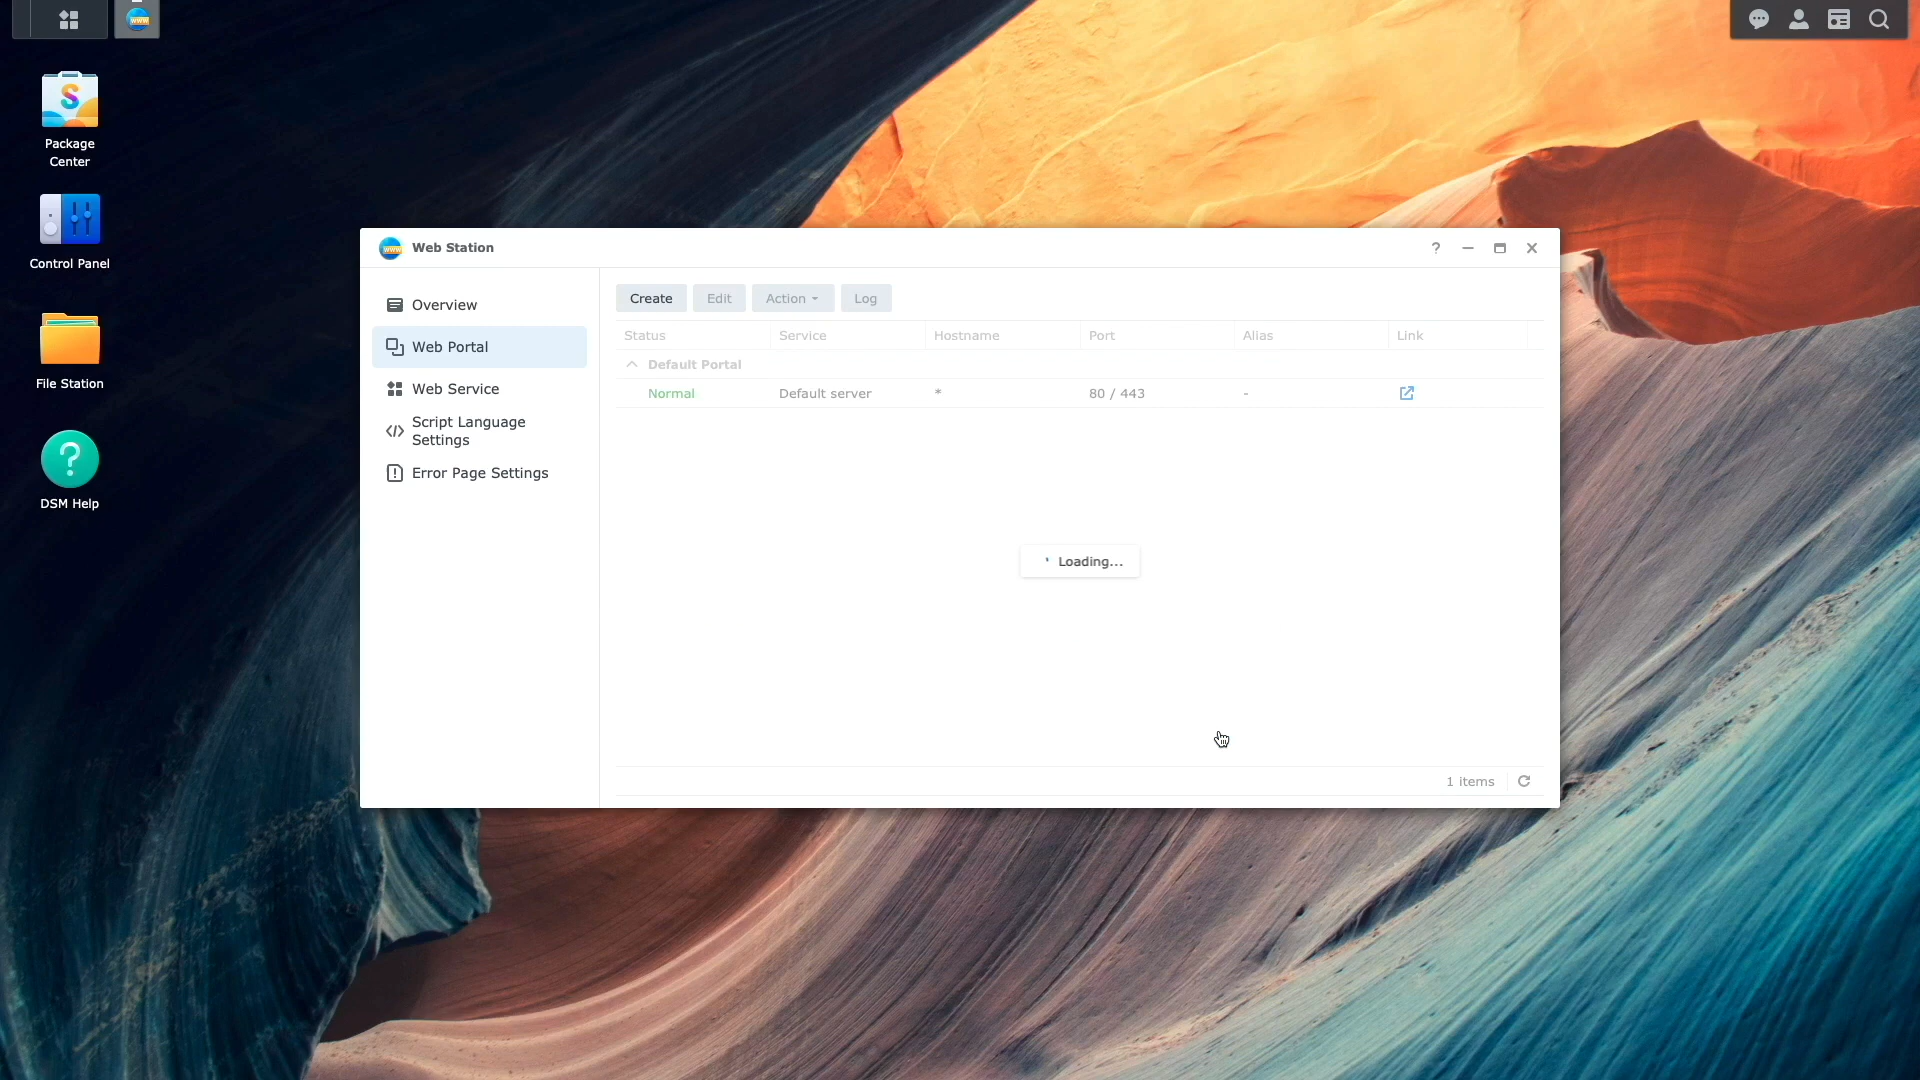 Package
Center
Control Panel
File Station
DSM Help
Web Station
Overview
Web Portal
Web Service
Script Language
Settings
Error Page Settings
Create Edit Action Log
Status Service Hostname Port Alias Link
Default Portal
Normal Default server * 80 / 443 -
Loading...
1 items